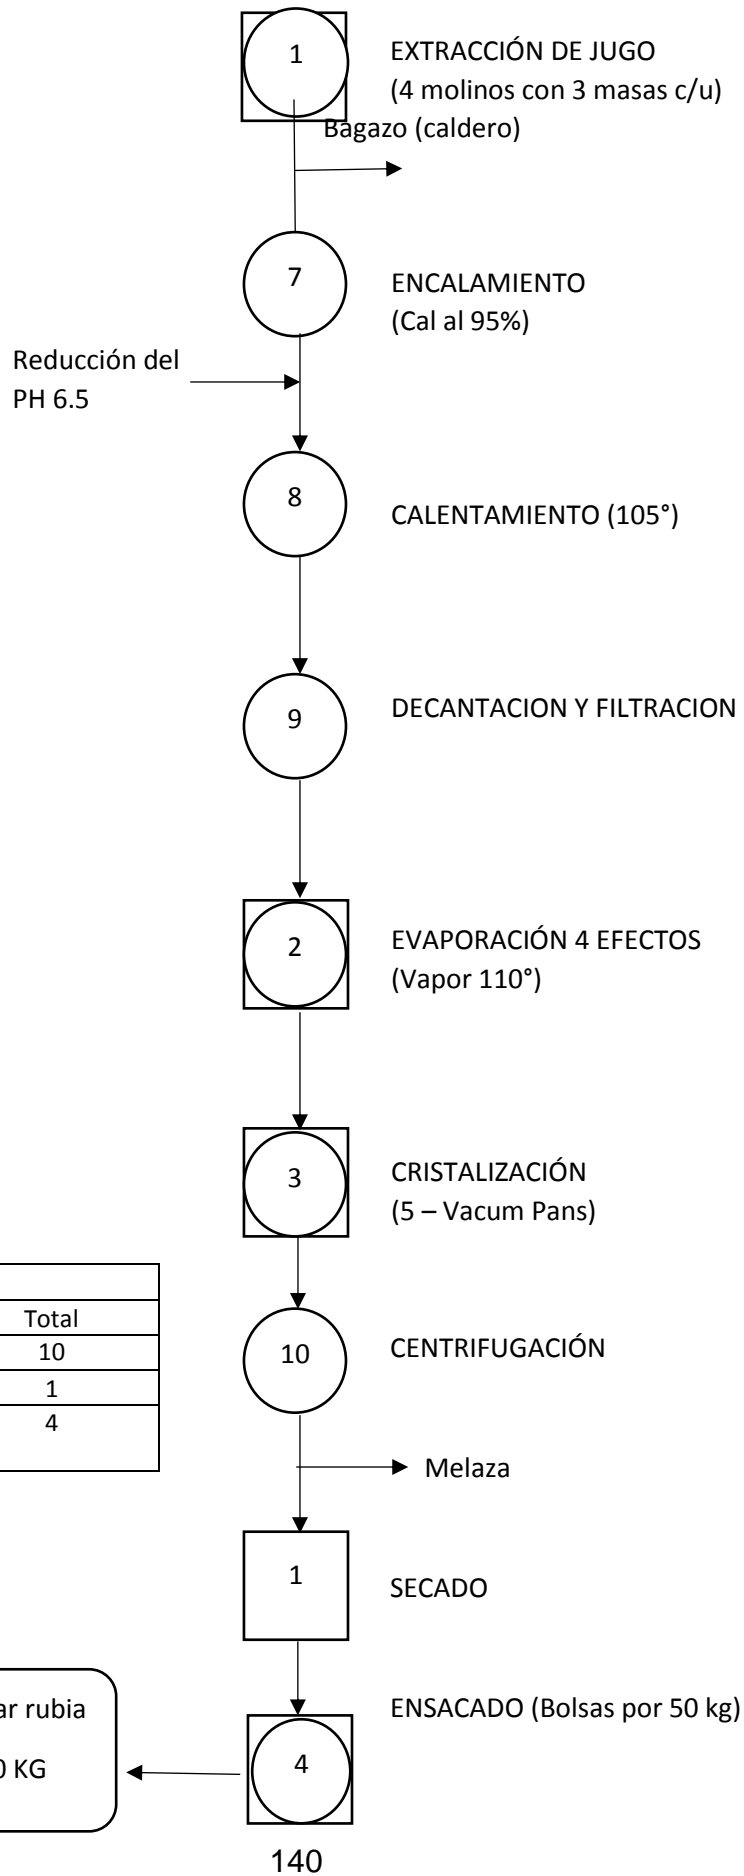 1
EXTRACCIÓN DE JUGO
(4 molinos con 3 masas c/u)
Bagazo (caldero)
7
ENCALAMIENTO
(Cal al 95%)
Reducción del
PH 6.5
8
CALENTAMIENTO (105°)
9
DECANTACION Y FILTRACION
2
EVAPORACIÓN 4 EFECTOS
(Vapor 110°)
3
CRISTALIZACIÓN
(5 – Vacum Pans)
Total
10
1
4
10
CENTRIFUGACIÓN
Melaza
1
SECADO
ENSACADO (Bolsas por 50 kg)
4
ar rubia
0 KG
140